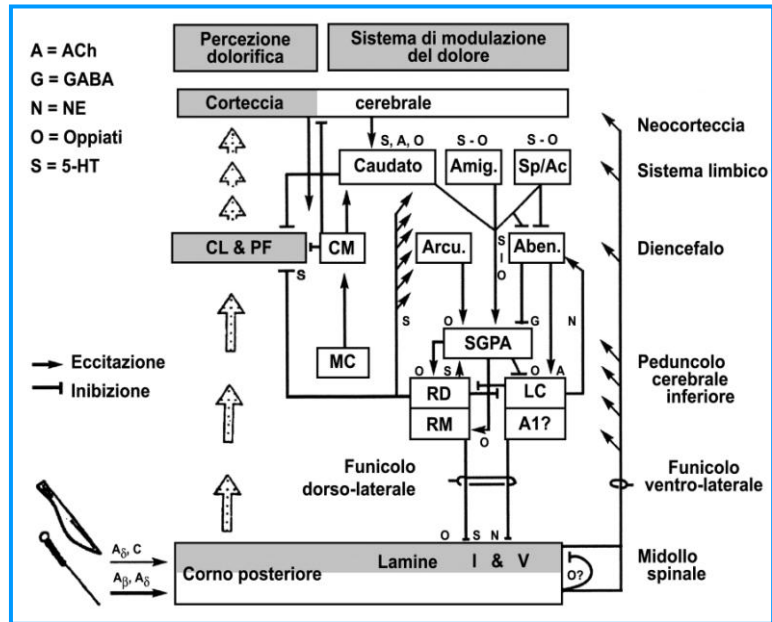 A = ACh
G = GABA
N = NE
O = Oppiati
S = 5-HT
Percezione
dolorifica
Sistema di modulazione
del dolore
Corteccia cerebrale
Neocorteccia
S, A, O
S - O
S - O
Caudato
Amig.
Sp/Ac
Sistema limbico
CL & PF
CM
Arcu.
S
I
O
Aben.
Diencefalo
S
S
O
G
N
MC
SGPA
Eccitazione
Inibizione
O
S
O
A
RD
LC
RM
A1?
O
Peduncolo
cerebrale
inferiore
Funicolo
dorso-laterale
Funicolo
ventro-laterale
O
S
N
Aδ, C
Aβ, Aδ
Corno posteriore
Lamine I & V
O?
Midollo
spinale